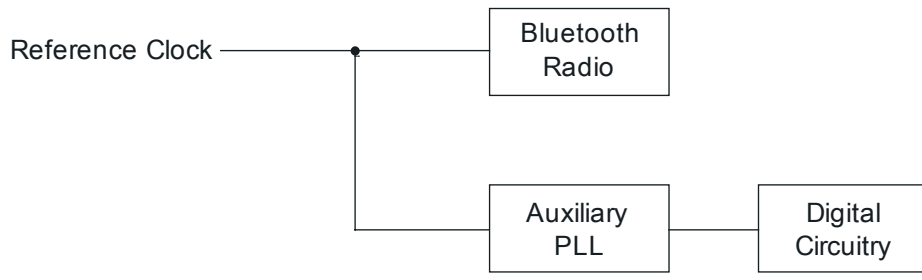 Reference Clock
Bluetooth
Radio
Auxiliary
PLL
Digital
Circuitry